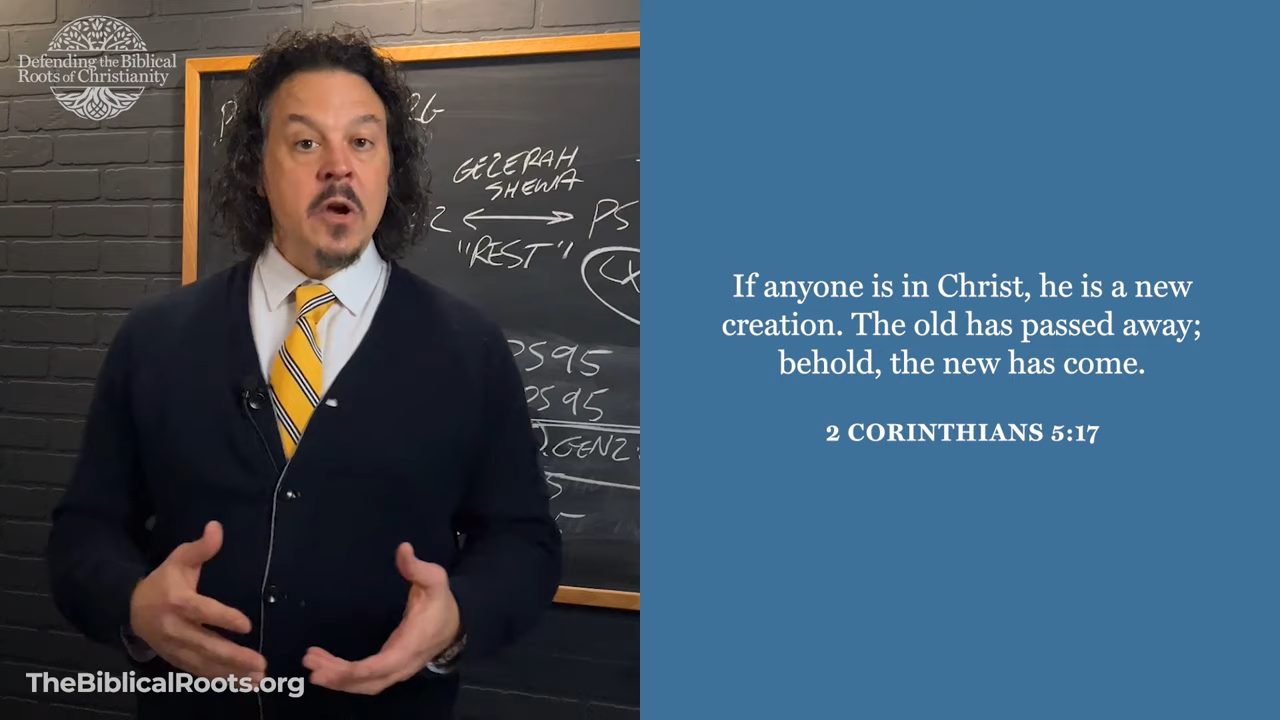 Defending the Biblical
Roots of Christianity
GEZERAH
SHEWA
2
PS
"REST"
PS95
PS95
GEN2:
TheBiblicalRoots.org
If anyone is in Christ, he is a new
creation. The old has passed away;
behold, the new has come.
2 CORINTHIANS 5:17